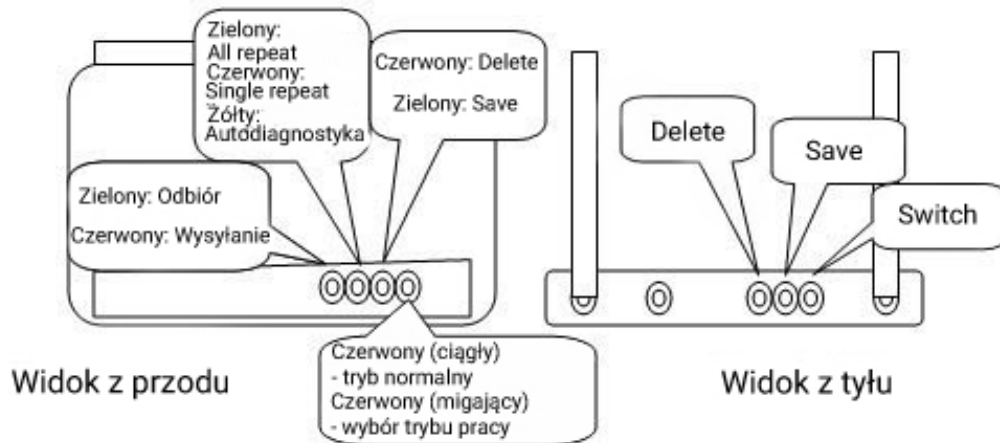 Zielony:
All repeat
Czerwony:
Single repeat
Żółty:
Autodiagnostyka
Czerwony: Delete
Zielony: Save
Zielony: Odbiór
Czerwony: Wysyłanie
Czerwony (ciągły)
- tryb normalny
Czerwony (migający)
- wybór trybu pracy
Widok z przodu
Delete
Save
Switch
Widok z tyłu